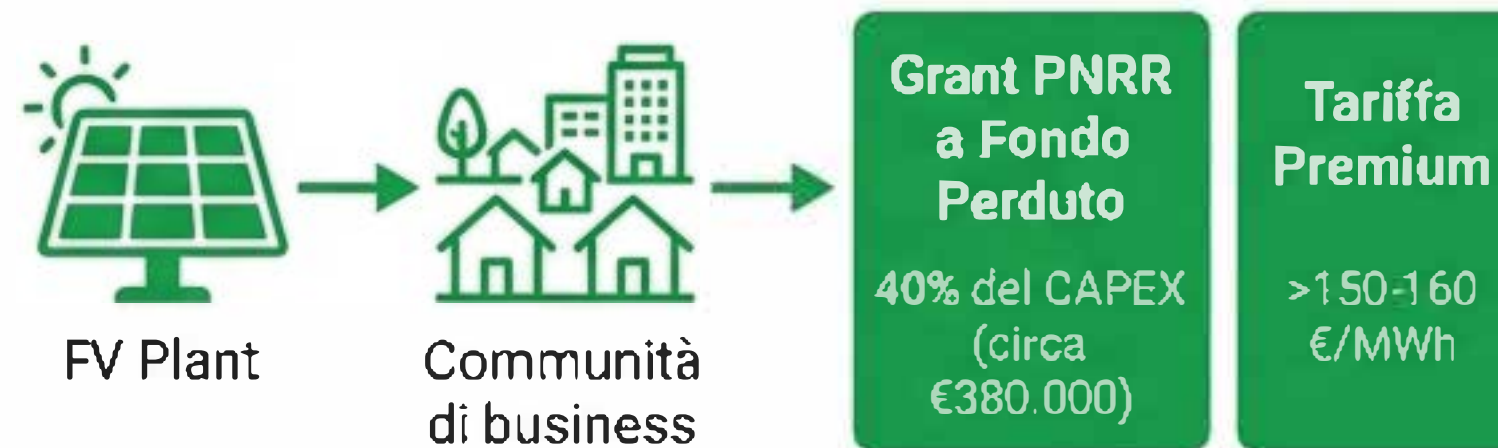 FV Plant
Communità
di business
Grant PNRR
a Fondo
Perduto
40% del CAPEX
(circa
€380.000)
Tariffa
Premium
>150-160
€/MWh